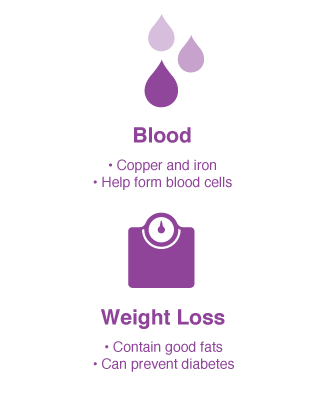 Blood
• Copper and iron
• Help form blood cells
Weight Loss
• Contain good fats
• Can prevent diabetes